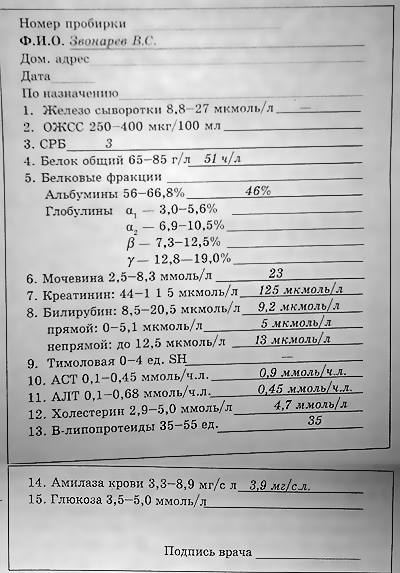 Номер пробирки
Ф.И.О. Звонарев В.С.
Дом. адрес
Дата
По назначению
1. Железо сыворотки 8,8–27 мкмоль/л —
2. ОЖСС 250–400 мкг/100 мл
3. СРБ 3
4. Белок общий 65–85 г/л 51 ч/л
5. Белковые фракции
Альбумины 56–66,8% 46%
Глобулины α1 — 3,0–5,6%
α2 — 6,9–10,5%
β — 7,3–12,5%
γ — 12,8–19,0%
6. Мочевина 2,5–8,3 ммоль/л 23
7. Креатинин: 44–1 1 5 мкмоль/л 125 мкмоль/л
8. Билирубин: 8,5–20,5 мкмоль/л 9,2 мкмоль/л
прямой: 0–5,1 мкмоль/л 5 мкмоль/л
непрямой: до 12,5 мкмоль/л 13 мкмоль/л
9. Тимоловая 0–4 ед. SH —
10. АСТ 0,1–0,45 ммоль/ч.л. 0,9 ммоль/ч.л.
11. АЛТ 0,1–0,68 ммоль/ч.л. 0,45 ммоль/ч.л.
12. Холестерин 2,9–5,0 ммоль/л 4,7 ммоль/л
13. В-липопротеиды 35–55 ед. 35
14. Амилаза крови 3,3–8,9 мг/с л 3,9 мг/с.л.
15. Глюкоза 3,5–5,0 ммоль/л
Подпись врача